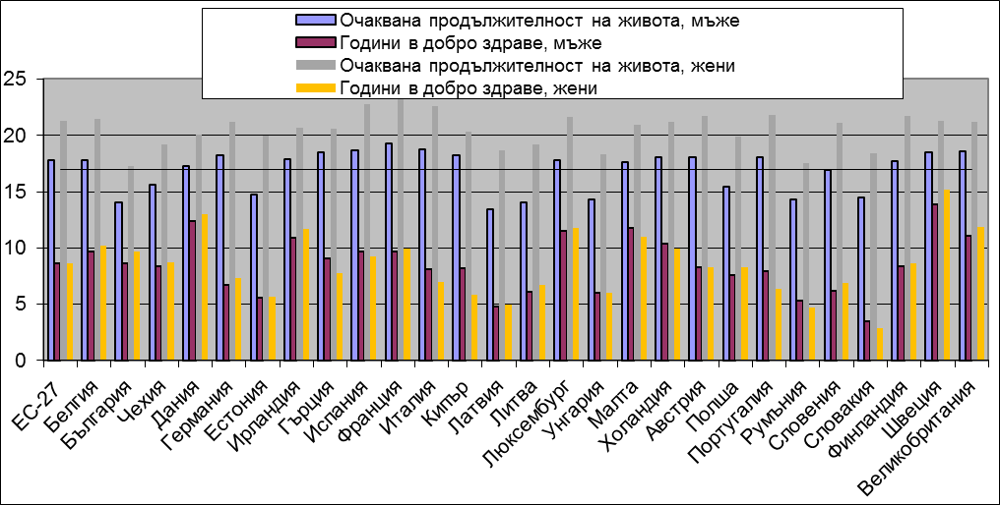 Очаквана продължителност на живота, мъже
Години в добро здраве, мъже
Очаквана продължителност на живота, жени
Години в добро здраве, жени
25
20
15
10
5
0
ЕС-27
Белгия
България
Чехия
Дания
Германия
Естония
Ирландия
Гърция
Испания
Франция
Италия
Кипър
Латвия
Литва
Люксембург
Унгария
Малта
Холандия
Австрия
Полша
Португалия
Румъния
Словения
Словакия
Финландия
Швеция
Великобритания